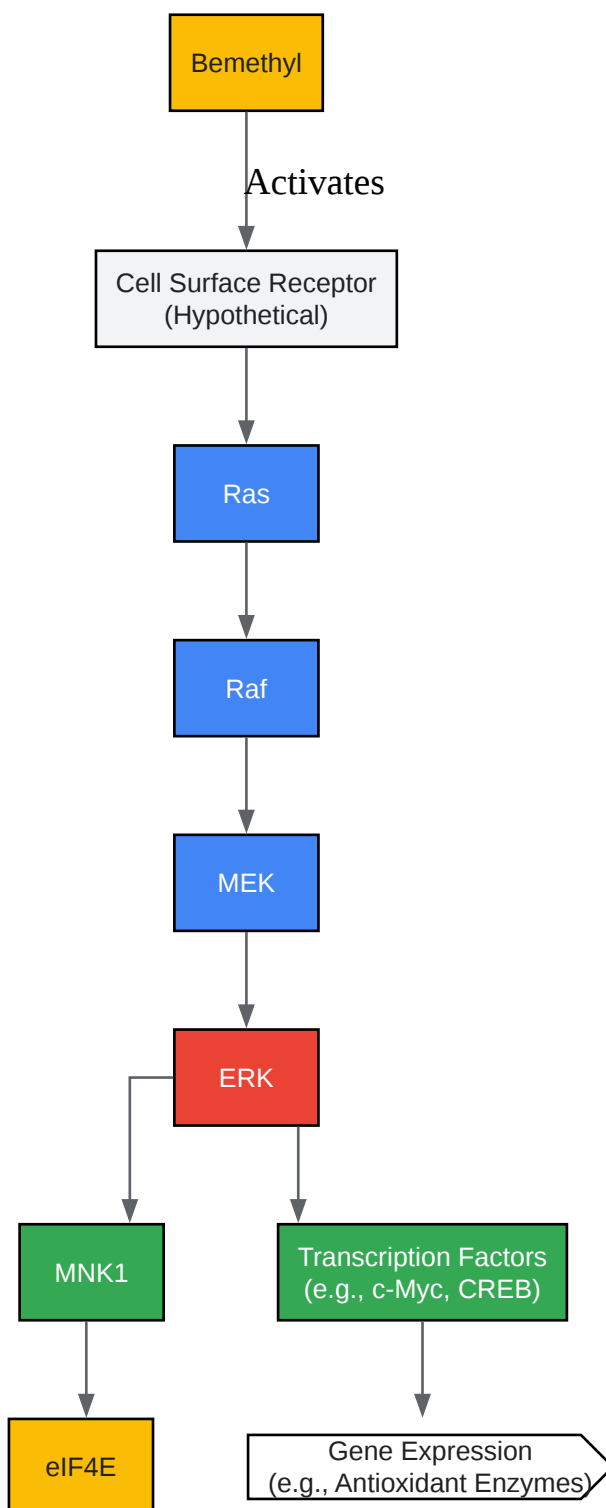 Bemethyl
Activates
Cell Surface Receptor
(Hypothetical)
Ras
Raf
MEK
ERK
MNK1
Transcription Factors
(e.g., c-Myc, CREB)
eIF4E
Gene Expression
(e.g., Antioxidant Enzymes)